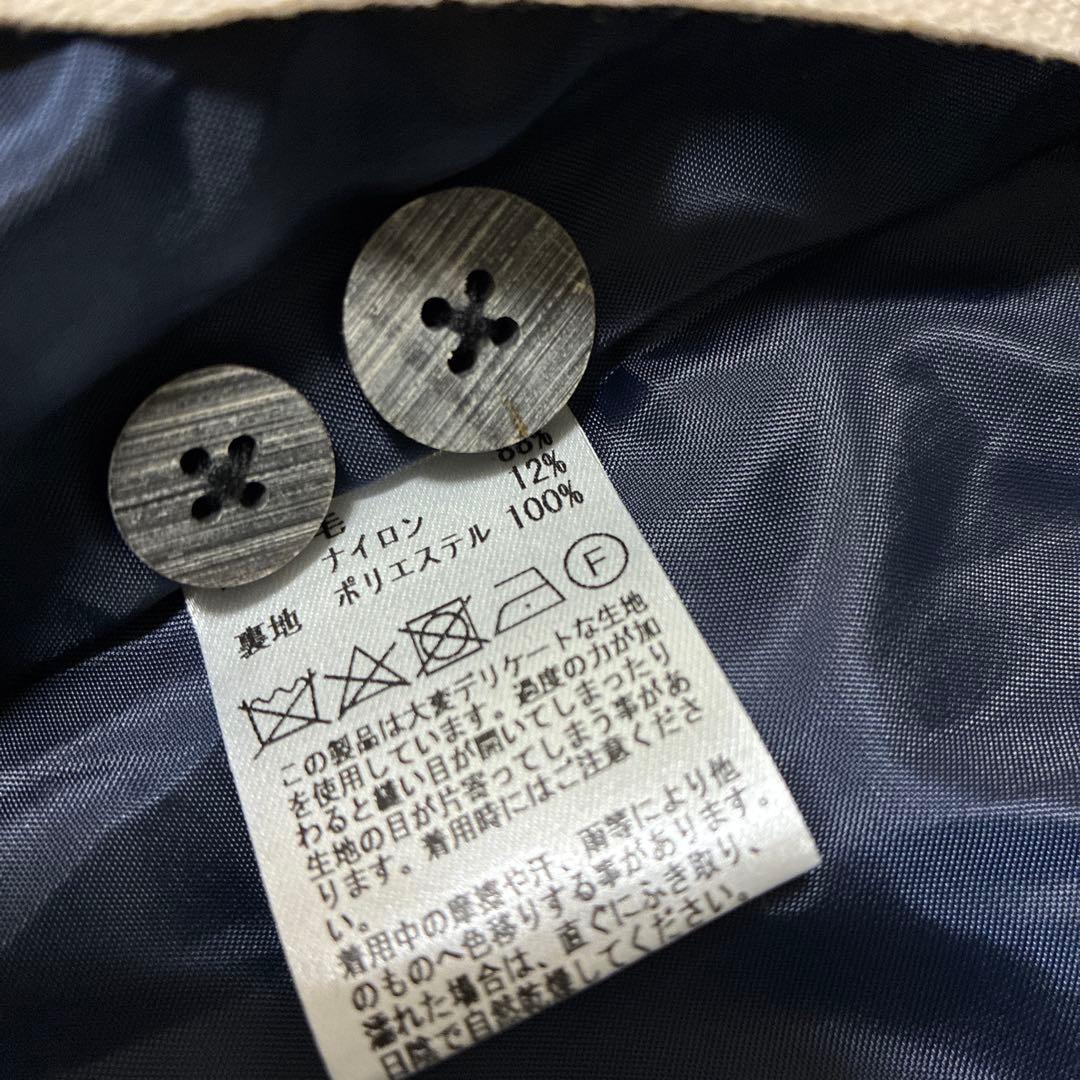 毛
ナイロン 12%
裏地 ポリエステル 100%
F
この製品は大変デリケートな生地
を使用しています。過度の力が加
わると縫い目が開いてしまったり
生地の目が片寄ってしまう事があ
ります。着用時にはご注意くださ
い。
着用中の摩擦や汗、雨等により他
のものへ色移りする事があります。
濡れた場合は、直ぐにふき取り、
日陰で自然乾燥してください。